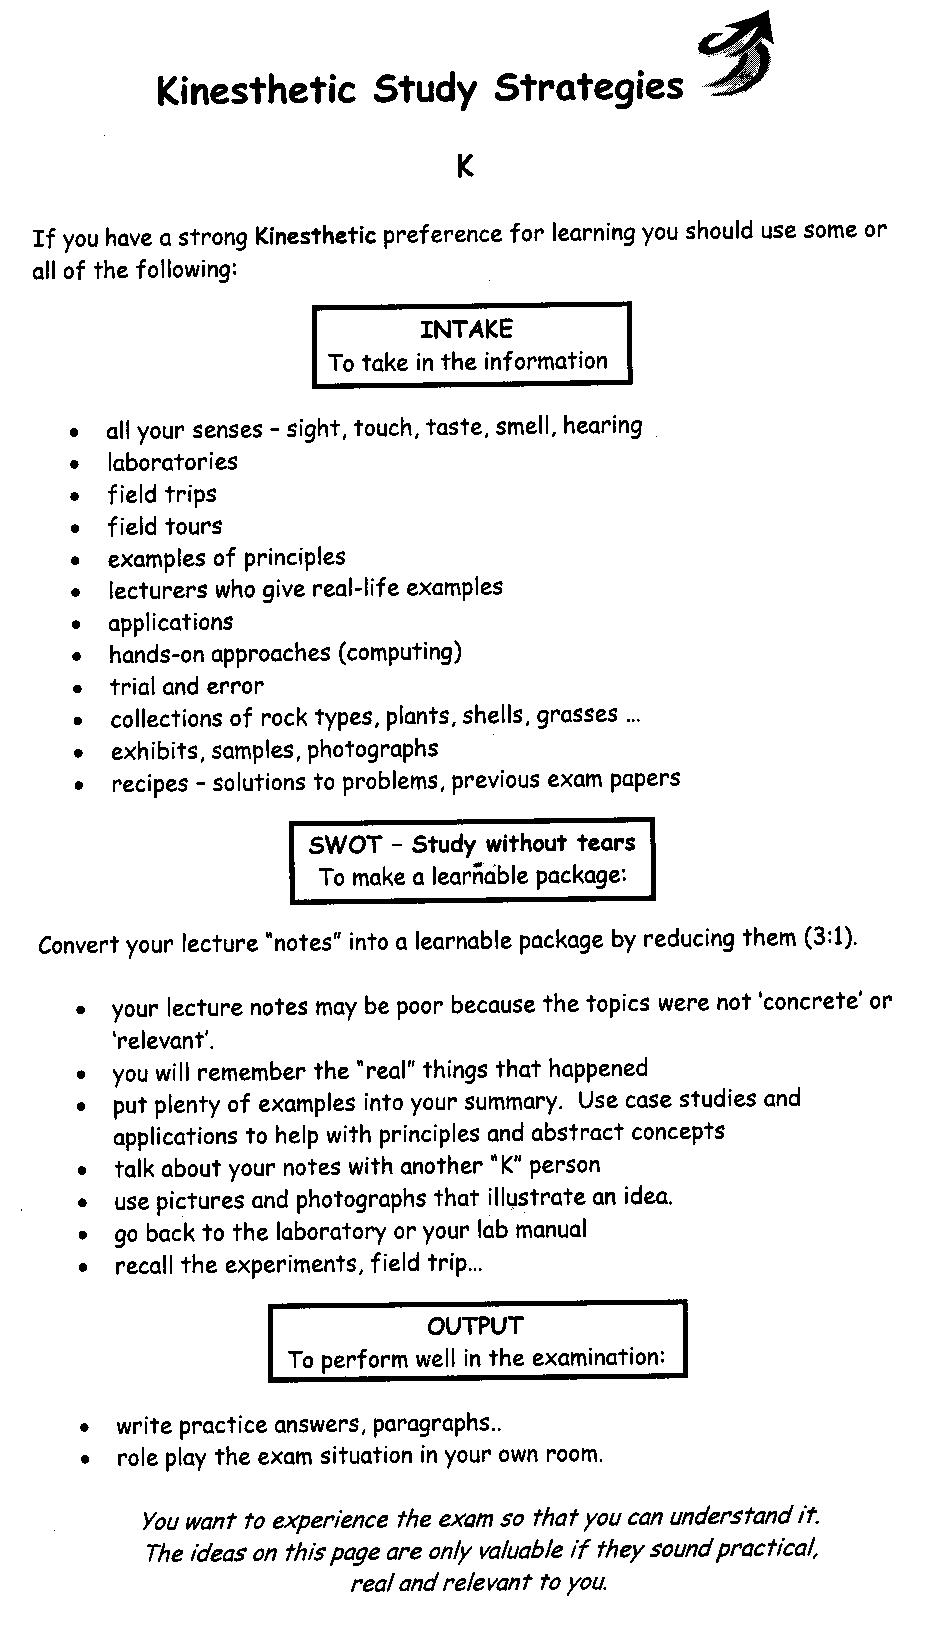 Kinesthetic Study Strategies
K
If you have a strong Kinesthetic preference for learning you should use some or
all of the following:
INTAKE
To take in the information
• all your senses - sight, touch, taste, smell, hearing
• laboratories
• field trips
• field tours
• examples of principles
• lecturers who give real-life examples
• applications
• hands-on approaches (computing)
• trial and error
• collections of rock types, plants, shells, grasses ...
• exhibits, samples, photographs
• recipes - solutions to problems, previous exam papers
SWOT - Study without tears
To make a learnable package:
Convert your lecture "notes" into a learnable package by reducing them (3:1).
• your lecture notes may be poor because the topics were not 'concrete' or
'relevant'.
• you will remember the "real" things that happened
• put plenty of examples into your summary. Use case studies and
applications to help with principles and abstract concepts
• talk about your notes with another "K" person
• use pictures and photographs that illustrate an idea.
• go back to the laboratory or your lab manual
• recall the experiments, field trip...
OUTPUT
To perform well in the examination:
• write practice answers, paragraphs..
• role play the exam situation in your own room.
You want to experience the exam so that you can understand it.
The ideas on this page are only valuable if they sound practical,
real and relevant to you.